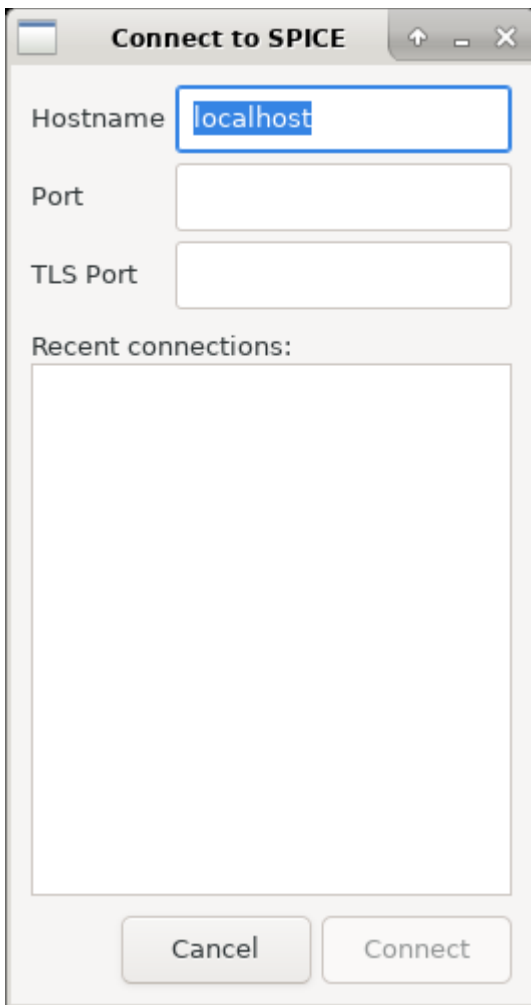 Connect to SPICE
Hostname localhost
Port
TLS Port
Recent connections:
Cancel Connect